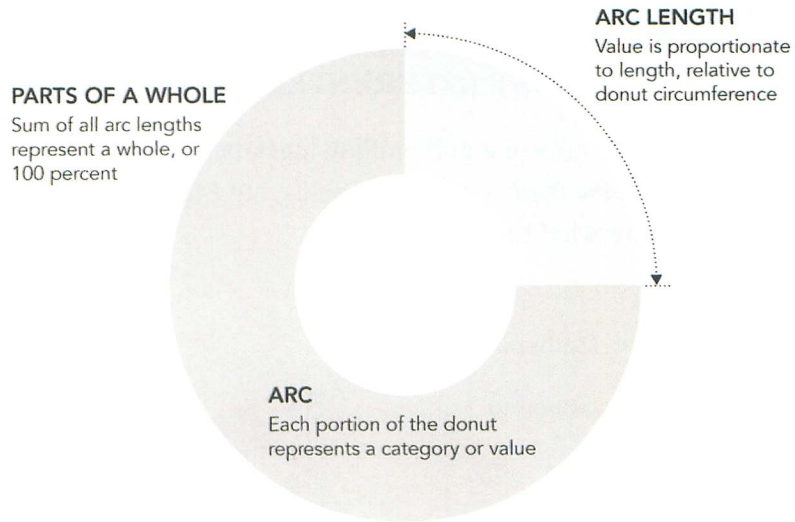 ARC LENGTH
Value is proportionate
to length, relative to
donut circumference
PARTS OF A WHOLE
Sum of all arc lengths
represent a whole, or
100 percent
ARC
Each portion of the donut
represents a category or value